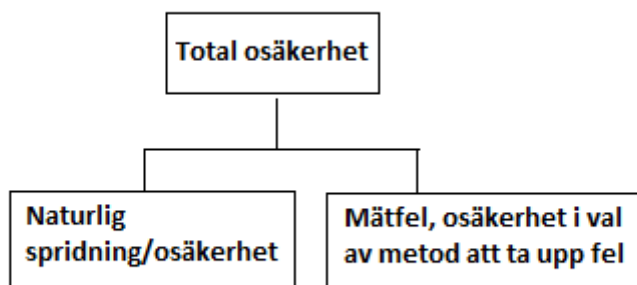 Total osäkerhet
Naturlig
spridning/osäkerhet
Mätfel, osäkerhet i val
av metod att ta upp fel